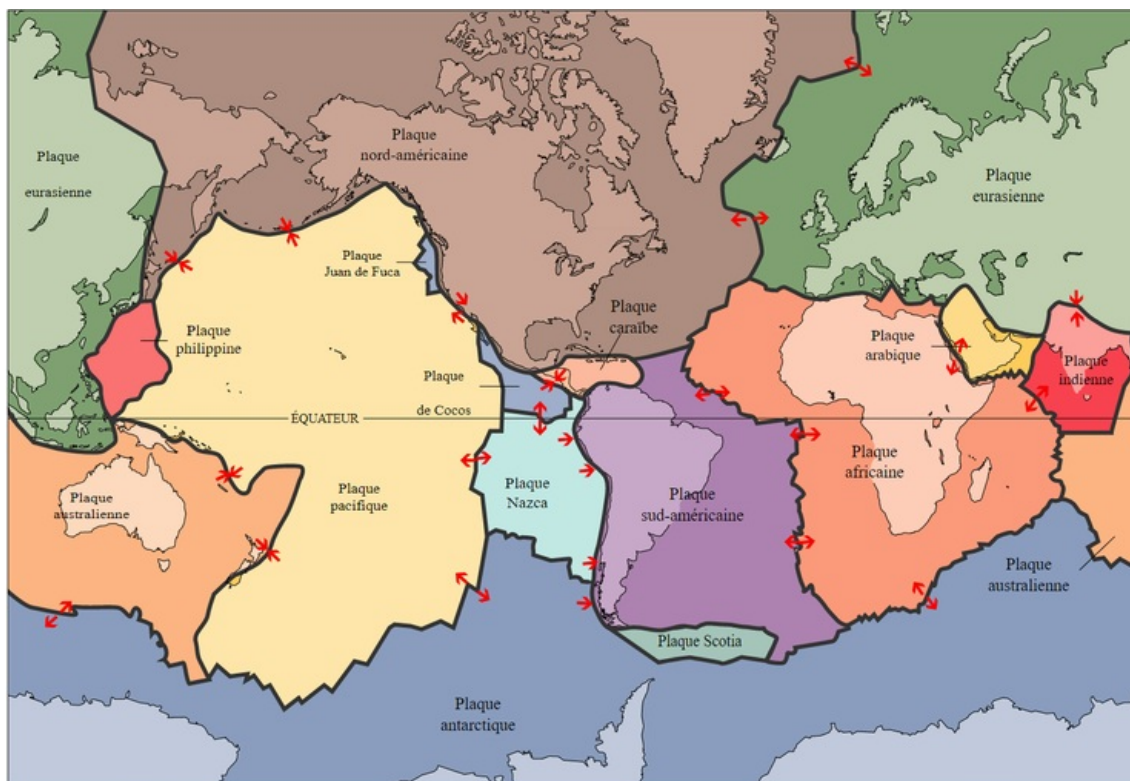 Plaque
nord-américaine
Plaque
eurasienne
Plaque
eurasienne
Plaque
Juan de Fuca
Plaque
caraïbe
Plaque
philippine
Plaque
arabique
Plaque
indienne
Plaque
de Cocos
ÉQUATEUR
Plaque
africaine
Plaque
australienne
Plaque
pacifique
Plaque
Nazca
Plaque
sud-américaine
Plaque
australienne
Plaque Scotia
Plaque
antarctique